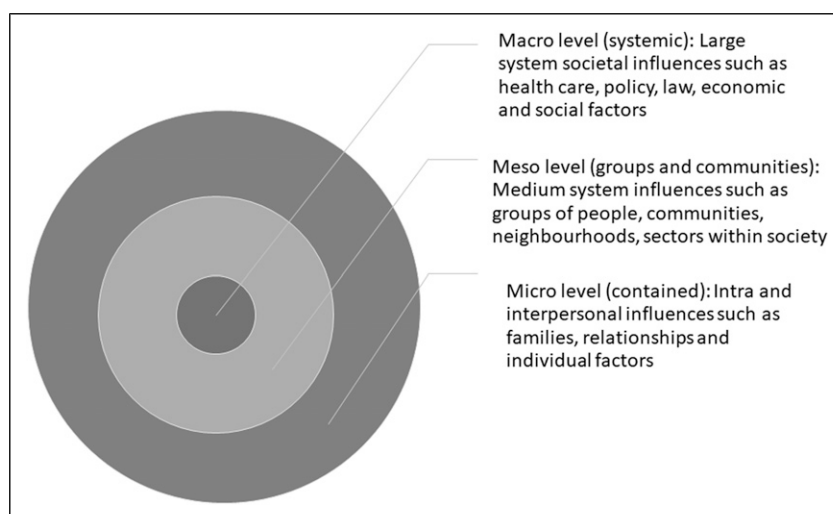 Macro level (systemic): Large
system societal influences such as
health care, policy, law, economic
and social factors
Meso level (groups and communities):
Medium system influences such as
groups of people, communities,
neighbourhoods, sectors within society
Micro level (contained): Intra and
interpersonal influences such as
families, relationships and
individual factors